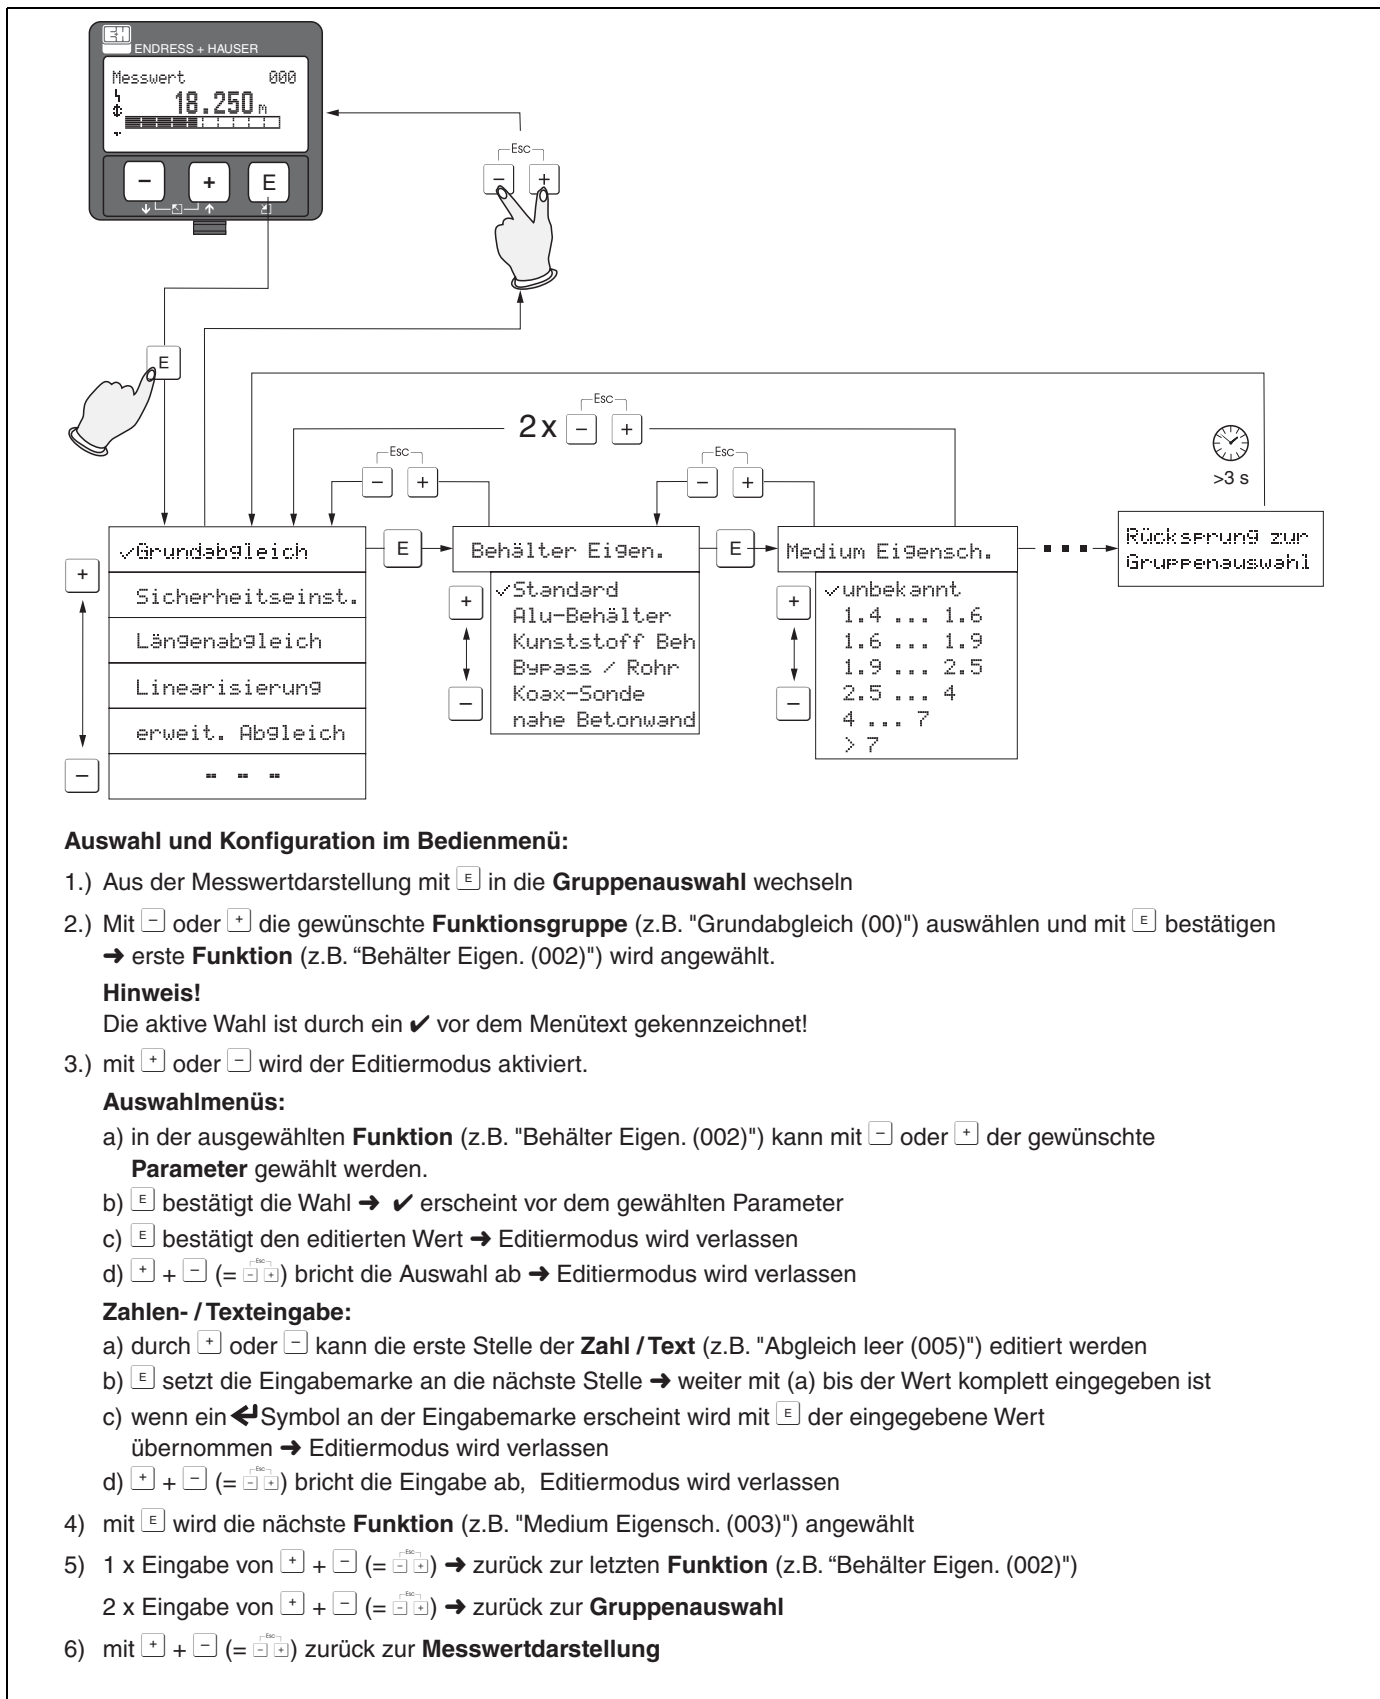 ENDRESS + HAUSER
Messwert 000
18.250 m
- + E
Esc
- +
E
Esc
2x - +
Esc
- +
Esc
- +
>3 s
✓Grundabgleich
E
Behälter Eigen.
E
Medium Eigensch.
Rücksprung zur
Gruppenauswahl
+
Sicherheitseinst.
Längenabgleich
Linearisierung
erweit. Abgleich
-
+
✓Standard
Alu-Behälter
Kunststoff Beh
Bypass / Rohr
Koax-Sonde
nahe Betonwand
-
+
✓unbekannt
1.4 ... 1.6
1.6 ... 1.9
1.9 ... 2.5
2.5 ... 4
4 ... 7
> 7
-
Auswahl und Konfiguration im Bedienmenü:
1.) Aus der Messwertdarstellung mit E in die Gruppenauswahl wechseln
2.) Mit - oder + die gewünschte Funktionsgruppe (z.B. "Grundabgleich (00)") auswählen und mit E bestätigen
➜ erste Funktion (z.B. “Behälter Eigen. (002)") wird angewählt.
Hinweis!
Die aktive Wahl ist durch ein ✔ vor dem Menütext gekennzeichnet!
3.) mit + oder - wird der Editiermodus aktiviert.
Auswahlmenüs:
a) in der ausgewählten Funktion (z.B. "Behälter Eigen. (002)") kann mit - oder + der gewünschte
Parameter gewählt werden.
b) E bestätigt die Wahl ➜ ✔ erscheint vor dem gewählten Parameter
c) E bestätigt den editierten Wert ➜ Editiermodus wird verlassen
d) + + - (= Esc - +) bricht die Auswahl ab ➜ Editiermodus wird verlassen
Zahlen- / Texteingabe:
a) durch + oder - kann die erste Stelle der Zahl / Text (z.B. "Abgleich leer (005)") editiert werden
b) E setzt die Eingabemarke an die nächste Stelle ➜ weiter mit (a) bis der Wert komplett eingegeben ist
c) wenn ein ↵ Symbol an der Eingabemarke erscheint wird mit E der eingegebene Wert
übernommen ➜ Editiermodus wird verlassen
d) + + - (= Esc - +) bricht die Eingabe ab, Editiermodus wird verlassen
4) mit E wird die nächste Funktion (z.B. "Medium Eigensch. (003)") angewählt
5) 1 x Eingabe von + + - (= Esc - +) ➜ zurück zur letzten Funktion (z.B. “Behälter Eigen. (002)")
2 x Eingabe von + + - (= Esc - +) ➜ zurück zur Gruppenauswahl
6) mit + + - (= Esc - +) zurück zur Messwertdarstellung